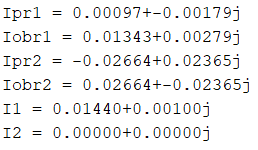 Ipr1 = 0.00097+-0.00179j
Iobr1 = 0.01343+0.00279j
Ipr2 = -0.02664+0.02365j
Iobr2 = 0.02664+-0.02365j
I1 = 0.01440+0.00100j
I2 = 0.00000+0.00000j